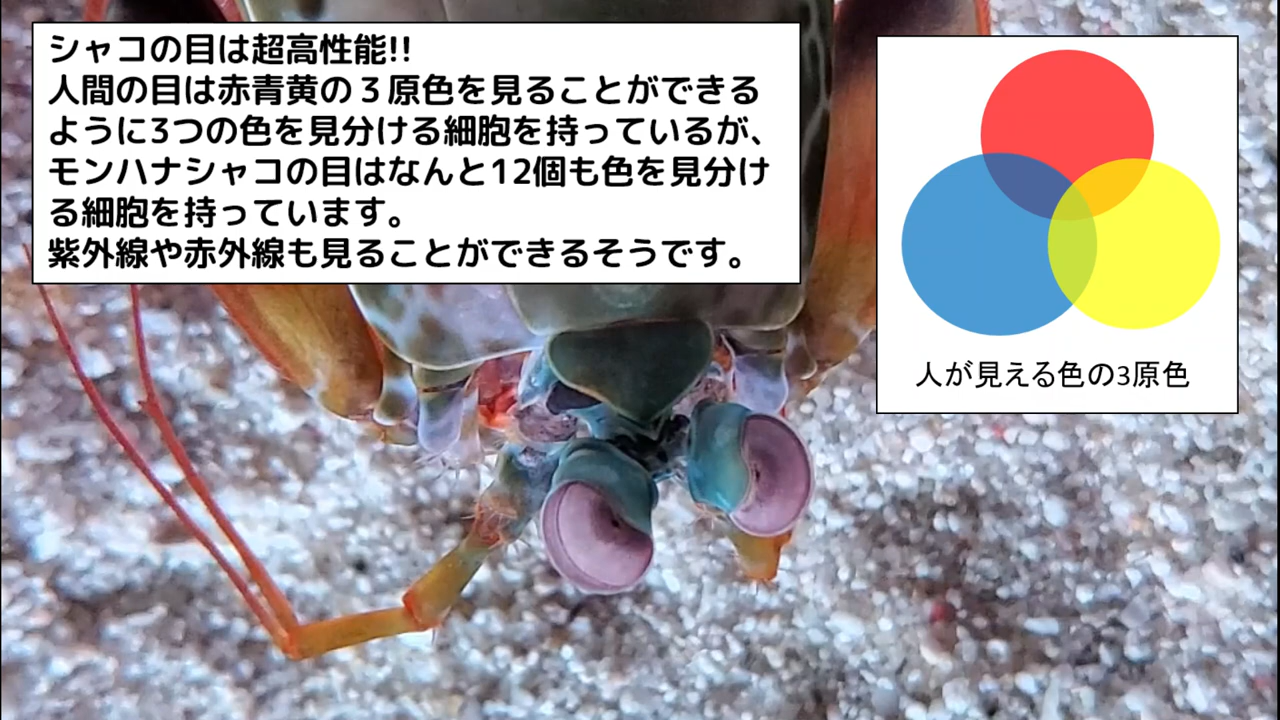 シャコの目は超高性能!!
人間の目は赤青黄の３原色を見ることができる
ように3つの色を見分ける細胞を持っているが、
モンハナシャコの目はなんと12個も色を見分け
る細胞を持っています。
紫外線や赤外線も見ることができるそうです。
人が見える色の3原色